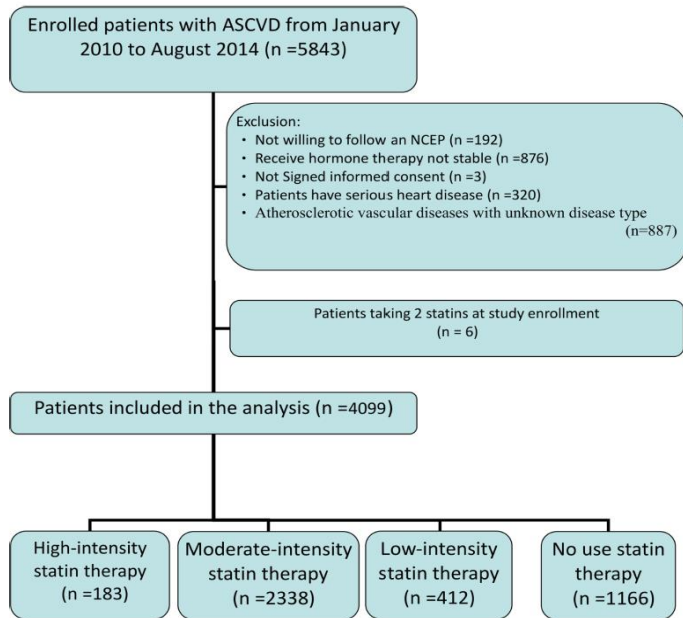 Enrolled patients with ASCVD from January
2010 to August 2014 (n =5843)
Exclusion:
• Not willing to follow an NCEP (n =192)
• Receive hormone therapy not stable (n =876)
• Not Signed informed consent (n =3)
• Patients have serious heart disease (n =320)
• Atherosclerotic vascular diseases with unknown disease type
(n=887)
Patients taking 2 statins at study enrollment
(n = 6)
Patients included in the analysis (n =4099)
High-intensity
statin therapy
(n =183)
Moderate-intensity
statin therapy
(n =2338)
Low-intensity
statin therapy
(n =412)
No use statin
therapy
(n =1166)